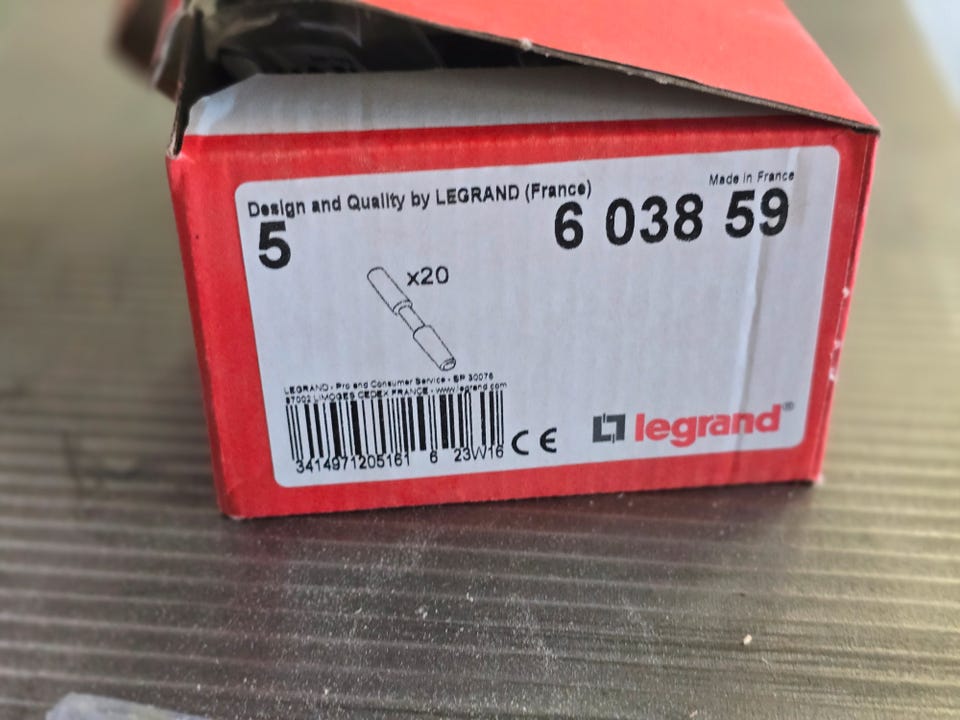 Design and Quality by LEGRAND (France)
Made in France
5
6 038 59
x20
LEGRAND - Pro and Consumer Service - BP 30076
87002 LIMOGES CEDEX FRANCE - www.legrand.com
3414971205161 6 23W16
CE
legrand®